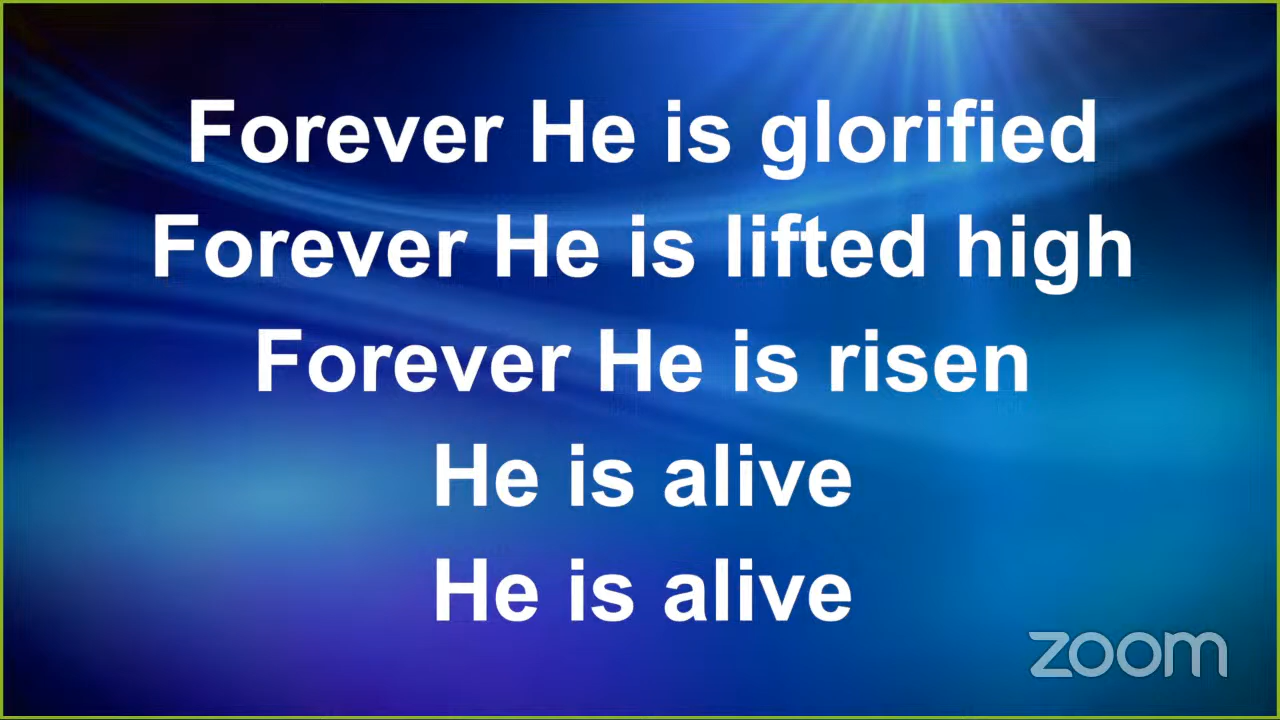 Forever He is glorified
Forever He is lifted high
Forever He is risen
He is alive
He is alive
zoom